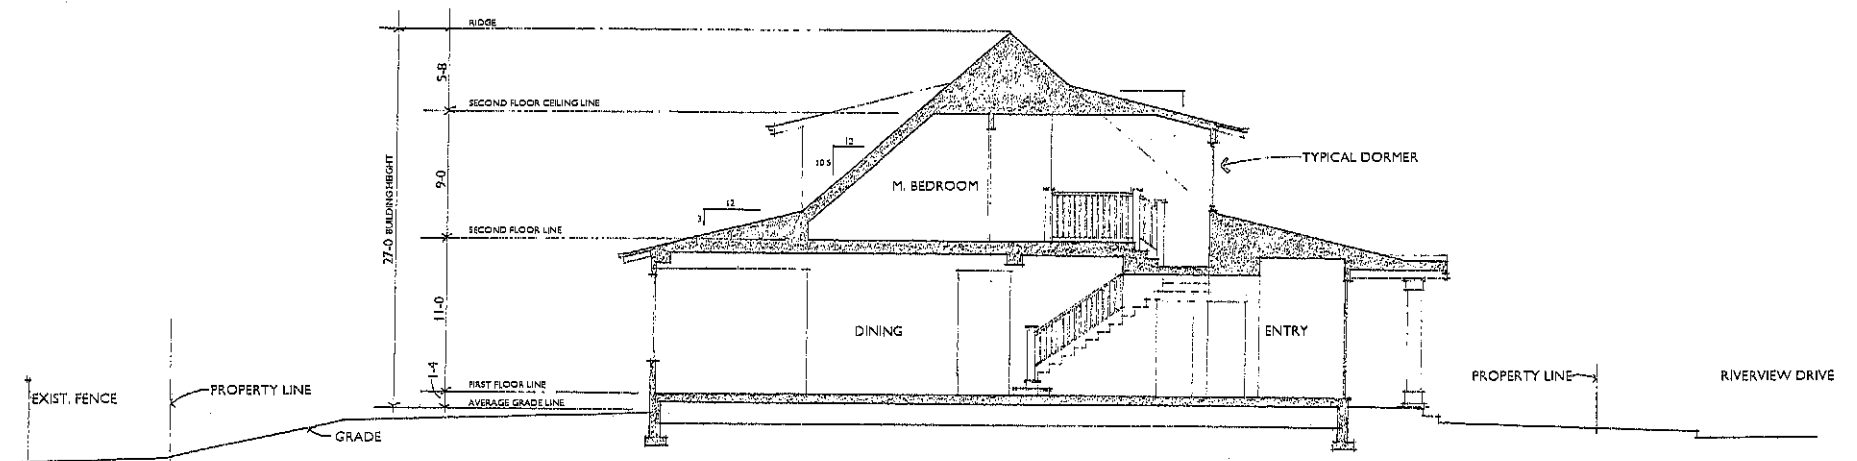 RIDGE
5-8
SECOND FLOOR CEILING LINE
12
10 5
TYPICAL DORMER
M. BEDROOM
9-0
27-0 BUILDING HEIGHT
12
3
SECOND FLOOR LINE
11-0
DINING
ENTRY
1-4
FIRST FLOOR LINE
AVERAGE GRADE LINE
EXIST. FENCE
PROPERTY LINE
GRADE
PROPERTY LINE
RIVERVIEW DRIVE